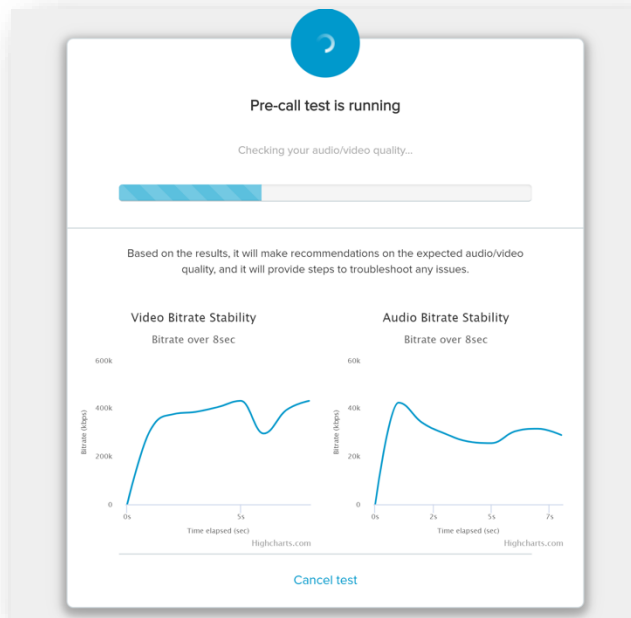 Pre-call test is running
Checking your audio/video quality...
Based on the results, it will make recommendations on the expected audio/video
quality, and it will provide steps to troubleshoot any issues.
Video Bitrate Stability
Bitrate over 8sec
600k
400k
200k
0
Bitrate (kbps)
0s
5s
Time elapsed (sec)
Highcharts.com
Audio Bitrate Stability
Bitrate over 8sec
60k
40k
20k
0
Bitrate (kbps)
0s
2s
5s
7s
Time elapsed (sec)
Highcharts.com
Cancel test